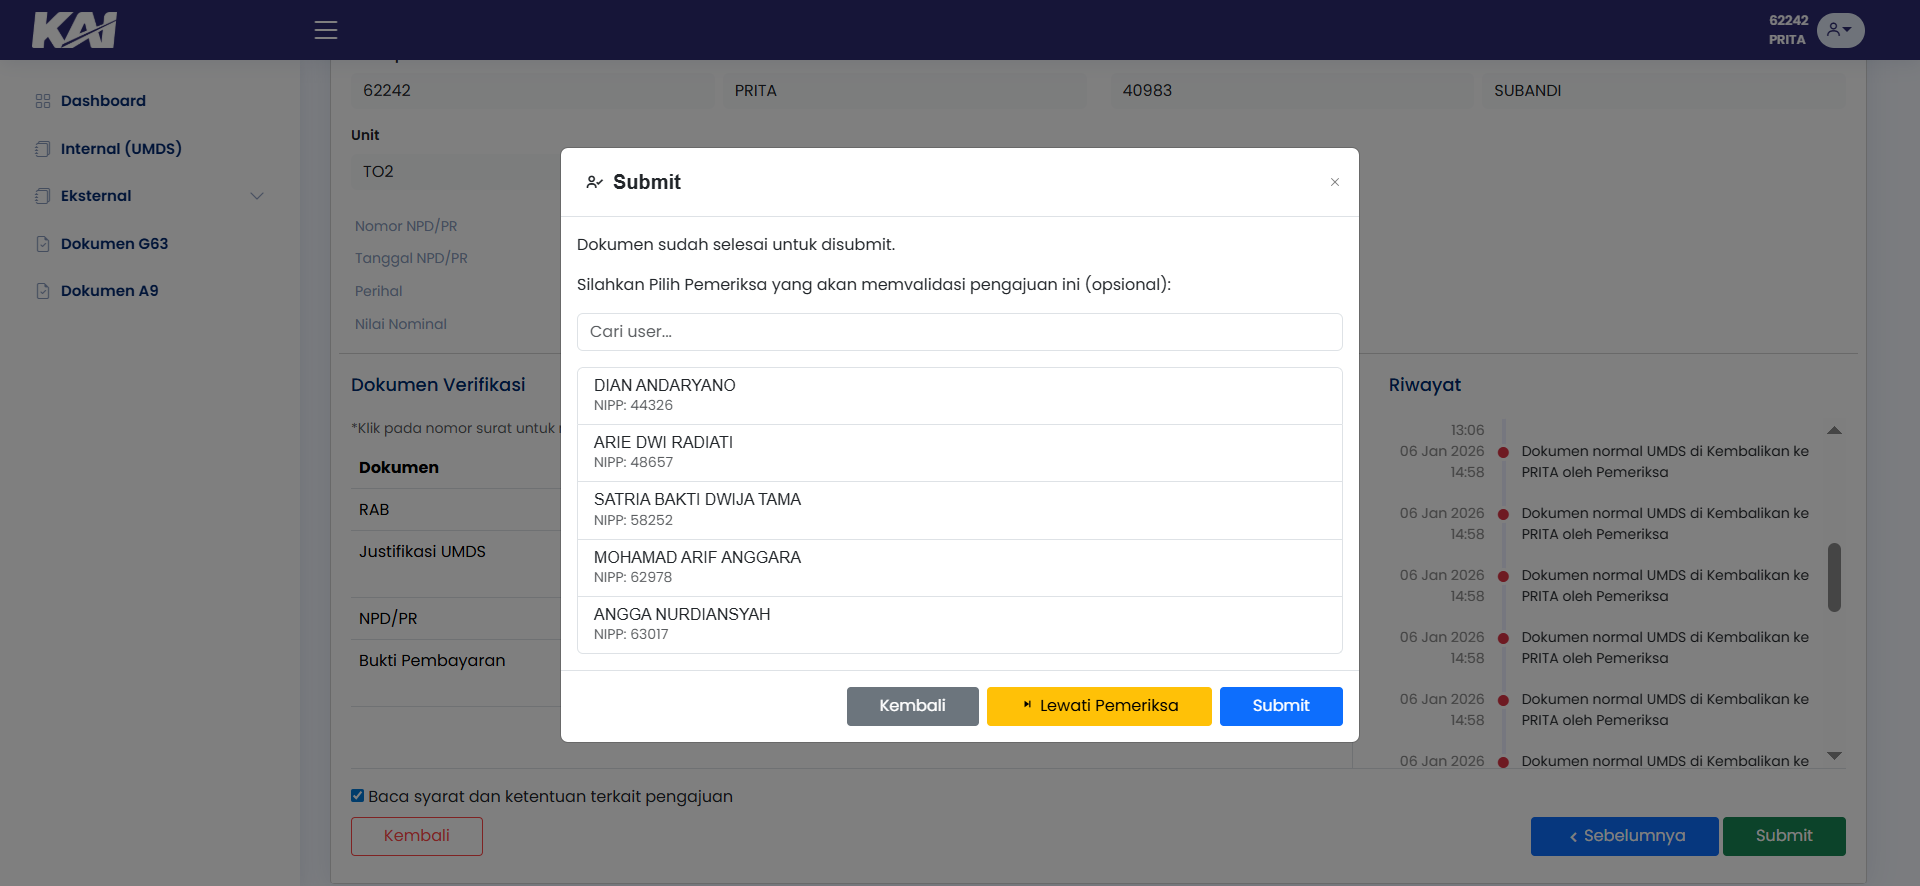 KAI
62242
PRITA
Dashboard
Internal (UMDS)
Eksternal
Dokumen G63
Dokumen A9
62242
PRITA
40983
SUBANDI
Unit
TO2
Nomor NPD/PR
Tanggal NPD/PR
Perihal
Nilai Nominal
Submit
×
Dokumen sudah selesai untuk disubmit.
Silahkan Pilih Pemeriksa yang akan memvalidasi pengajuan ini (opsional):
Cari user...
DIAN ANDARYANO
NIPP: 44326
ARIE DWI RADIATI
NIPP: 48657
SATRIA BAKTI DWIJA TAMA
NIPP: 58252
MOHAMAD ARIF ANGGARA
NIPP: 62978
ANGGA NURDIANSYAH
NIPP: 63017
Kembali
Lewati Pemeriksa
Submit
Dokumen Verifikasi
*Klik pada nomor surat untuk
Dokumen
RAB
Justifikasi UMDS
NPD/PR
Bukti Pembayaran
Riwayat
13:06
06 Jan 2026
14:58
Dokumen normal UMDS di Kembalikan ke
PRITA oleh Pemeriksa
06 Jan 2026
14:58
Dokumen normal UMDS di Kembalikan ke
PRITA oleh Pemeriksa
06 Jan 2026
14:58
Dokumen normal UMDS di Kembalikan ke
PRITA oleh Pemeriksa
06 Jan 2026
14:58
Dokumen normal UMDS di Kembalikan ke
PRITA oleh Pemeriksa
06 Jan 2026
14:58
Dokumen normal UMDS di Kembalikan ke
PRITA oleh Pemeriksa
06 Jan 2026
Dokumen normal UMDS di Kembalikan ke
Baca syarat dan ketentuan terkait pengajuan
Kembali
Sebelumnya
Submit